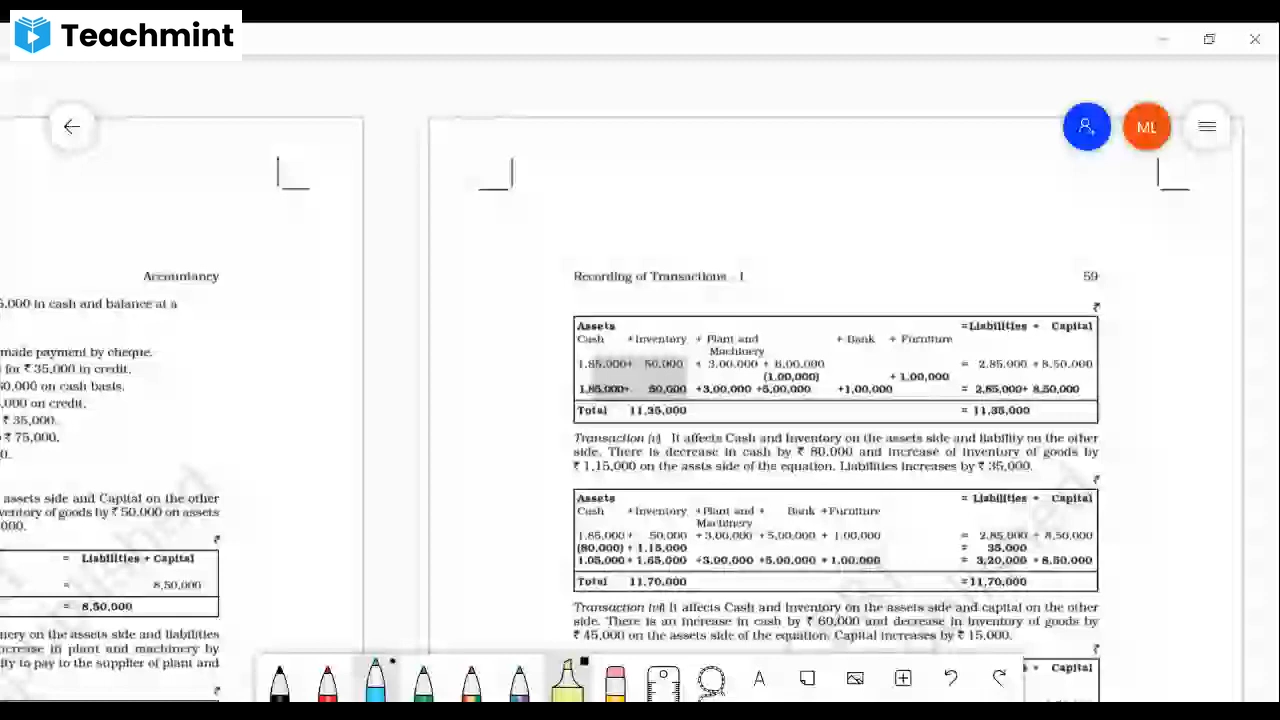 Teachmint
ML
Accountancy
5,000 in cash and balance at a
made payment by cheque.
for ₹ 35,000 in credit.
0,000 on cash basis.
,000 on credit.
₹ 35,000.
₹ 75,000.
0.
assets side and Capital on the other
ventory of goods by ₹ 50,000 on assets
000.
₹
= Liabilities + Capital
= 8,50,000
= 8,50,000
nery on the assets side and liabilities
ncrease in plant and machinery by
ity to pay to the supplier of plant and
₹
Recording of Transactions - I 59
₹
Assets = Liabilities + Capital
Cash + Inventory + Plant and + Bank + Furniture
Machinery
1,85,000+ 50,000 + 3,00,000 + 6,00,000 = 2,85,000 +8,50,000
(1,00,000) + 1,00,000
1,85,000+ 50,000 +3,00,000 +5,00,000 +1,00,000 = 2,85,000+ 8,50,000
Total 11,35,000 = 11,35,000
Transaction (v) It affects Cash and Inventory on the assets side and liability on the other
side. There is decrease in cash by ₹ 80,000 and increase of inventory of goods by
₹ 1,15,000 on the assts side of the equation. Liabilities increases by ₹ 35,000.
₹
Assets = Liabilities + Capital
Cash + Inventory + Plant and + Bank + Furniture
Machinery
1,85,000+ 50,000 +3,00,000 + 5,00,000 + 1,00,000 = 2,85,000 + 8,50,000
(80,000) + 1,15,000 = 35,000
1,05,000+ 1,65,000 +3,00,000 +5,00,000 + 1,00,000 = 3,20,000 +8,50,000
Total 11,70,000 =11,70,000
Transaction (vi) It affects Cash and Inventory on the assets side and capital on the other
side. There is an increase in cash by ₹ 60,000 and decrease in inventory of goods by
₹ 45,000 on the assets side of the equation. Capital increases by ₹ 15,000.
₹
+ Capital